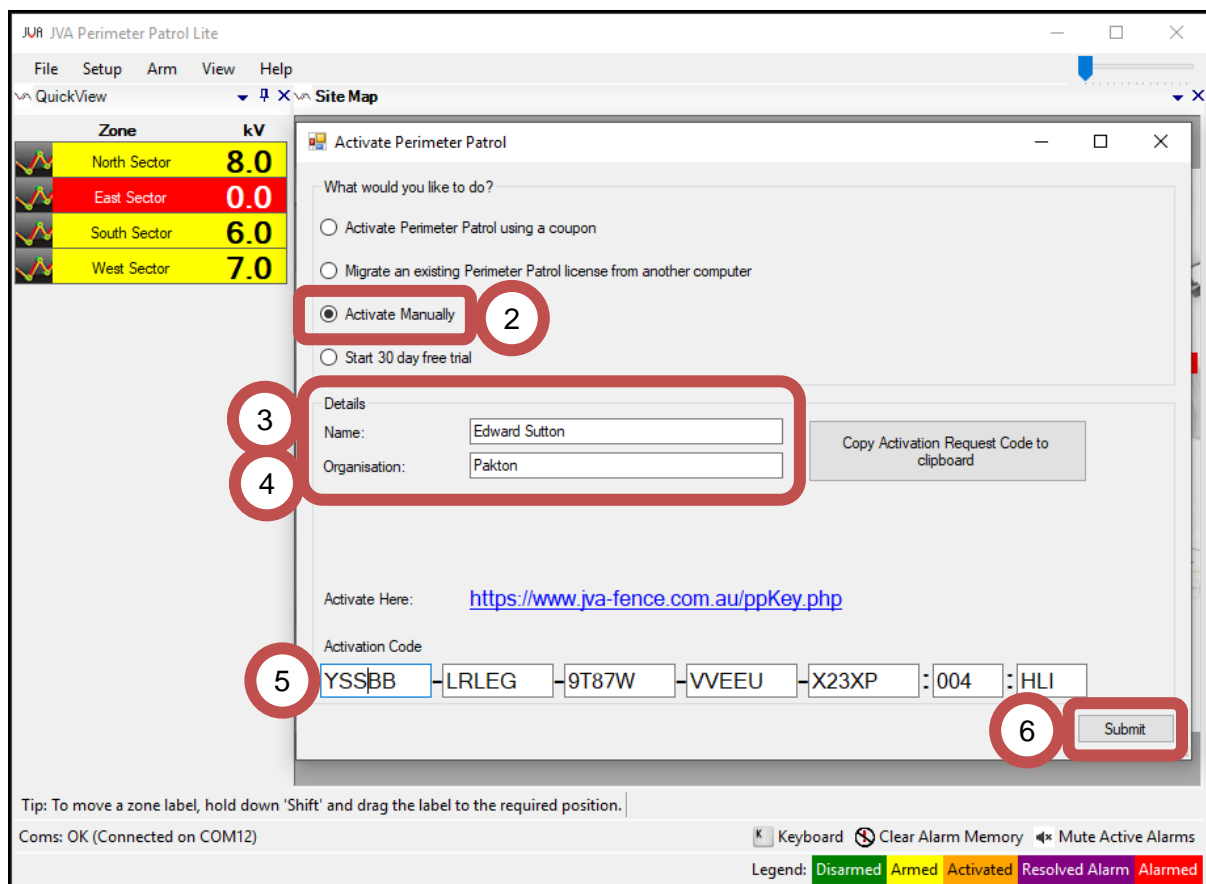 JVA JVA Perimeter Patrol Lite
File Setup Arm View Help
QuickView
Zone kV
North Sector 8.0
East Sector 0.0
South Sector 6.0
West Sector 7.0
Site Map
Activate Perimeter Patrol
What would you like to do?
Activate Perimeter Patrol using a coupon
Migrate an existing Perimeter Patrol license from another computer
Activate Manually
2
Start 30 day free trial
Details
3
Name: Edward Sutton
4
Organisation: Pakton
Copy Activation Request Code to
clipboard
Activate Here: https://www.jva-fence.com.au/ppKey.php
Activation Code
5
YSSBB-LRLEG-9T87W-VVEEU-X23XP:004:HLI
6
Submit
Tip: To move a zone label, hold down 'Shift' and drag the label to the required position.
Coms: OK (Connected on COM12)
K Keyboard Clear Alarm Memory Mute Active Alarms
Legend: Disarmed Armed Activated Resolved Alarm Alarmed